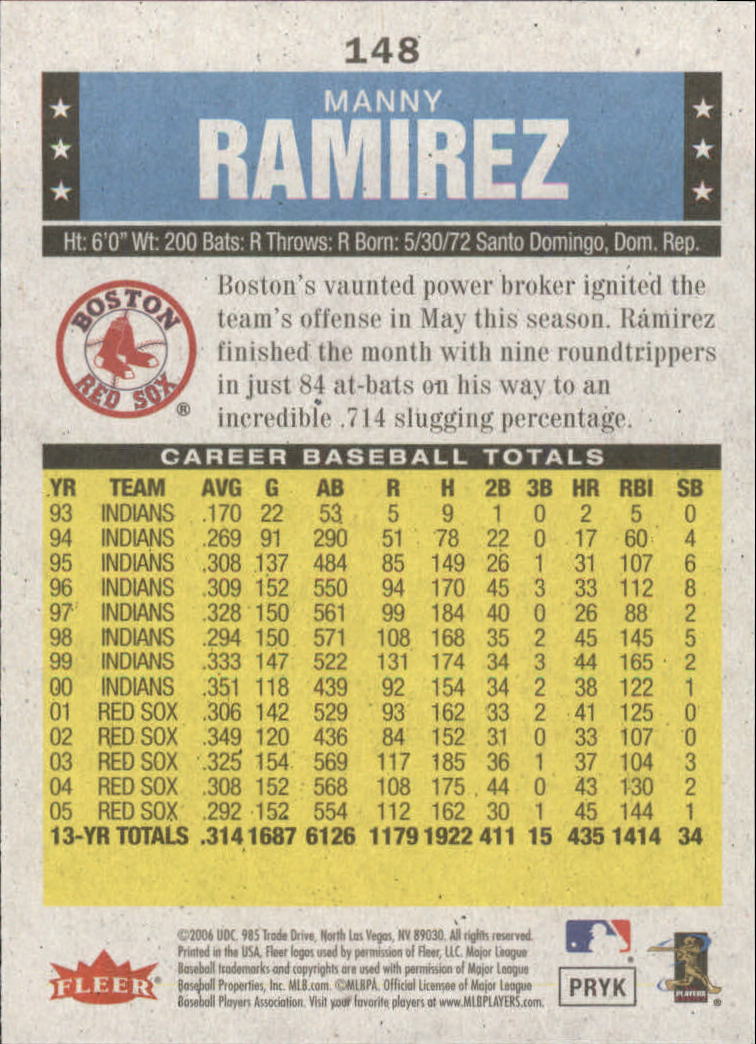 148
MANNY
RAMIREZ
Ht: 6'0" Wt: 200 Bats: R Throws: R Born: 5/30/72 Santo Domingo, Dom. Rep.
BOSTON
RED SOX
®
Boston's vaunted power broker ignited the
team's offense in May this season. Ramirez
finished the month with nine roundtrippers
in just 84 at-bats on his way to an
incredible .714 slugging percentage.
CAREER BASEBALL TOTALS
YR TEAM AVG G AB R H 2B 3B HR RBI SB
93 INDIANS .170 22 53 5 9 1 0 2 5 0
94 INDIANS .269 91 290 51 78 22 0 17 60 4
95 INDIANS .308 137 484 85 149 26 1 31 107 6
96 INDIANS .309 152 550 94 170 45 3 33 112 8
97 INDIANS .328 150 561 99 184 40 0 26 88 2
98 INDIANS .294 150 571 108 168 35 2 45 145 5
99 INDIANS .333 147 522 131 174 34 3 44 165 2
00 INDIANS .351 118 439 92 154 34 2 38 122 1
01 RED SOX .306 142 529 93 162 33 2 41 125 0
02 RED SOX .349 120 436 84 152 31 0 33 107 0
03 RED SOX .325 154 569 117 185 36 1 37 104 3
04 RED SOX .308 152 568 108 175 44 0 43 130 2
05 RED SOX .292 152 554 112 162 30 1 45 144 1
13-YR TOTALS .314 1687 6126 1179 1922 411 15 435 1414 34
FLEER
©2006 UDC. 985 Trade Drive, North Las Vegas, NV 89030. All rights reserved.
Printed in the USA, Fleer logos used by permission of Fleer, LLC. Major League
Baseball trademarks and copyrights are used with permission of Major League
Baseball Properties, Inc. MLB.com. ©MLBPA. Official Licensee of Major League
Baseball Players Association. Visit your favorite players at www.MLBPLAYERS.com.
PRYK
PLAYERS
®